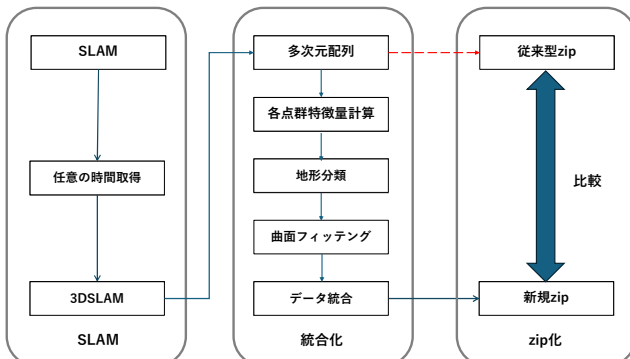 SLAM
任意の時間取得
3DSLAM
SLAM
多次元配列
各点群特徴量計算
地形分類
曲面フィッテング
データ統合
統合化
従来型zip
比較
新規zip
zip化